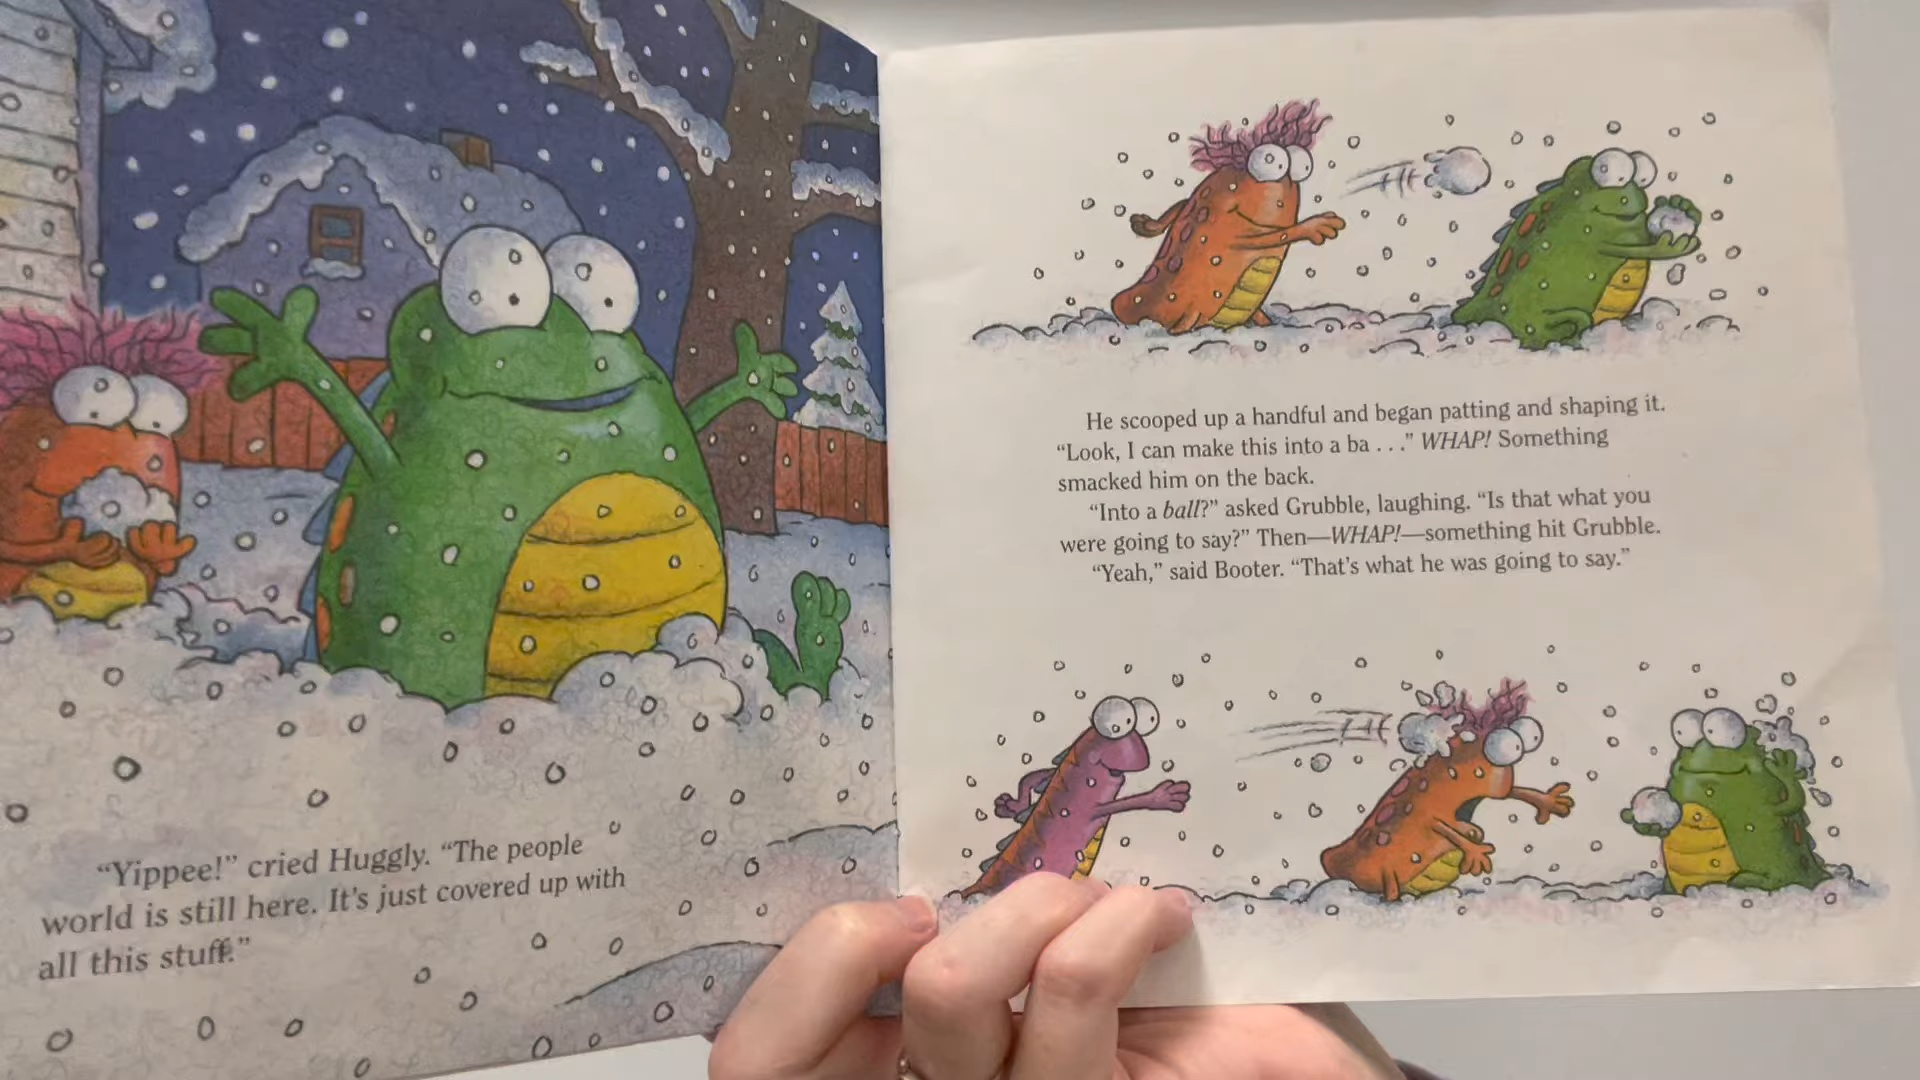 “Yippee!” cried Huggly. “The people
world is still here. It’s just covered up with
all this stuff.”
He scooped up a handful and began patting and shaping it.
“Look, I can make this into a ba . . .” WHAP! Something
smacked him on the back.
“Into a ball?” asked Grubble, laughing. “Is that what you
were going to say?” Then—WHAP!—something hit Grubble.
“Yeah,” said Booter. “That’s what he was going to say.”